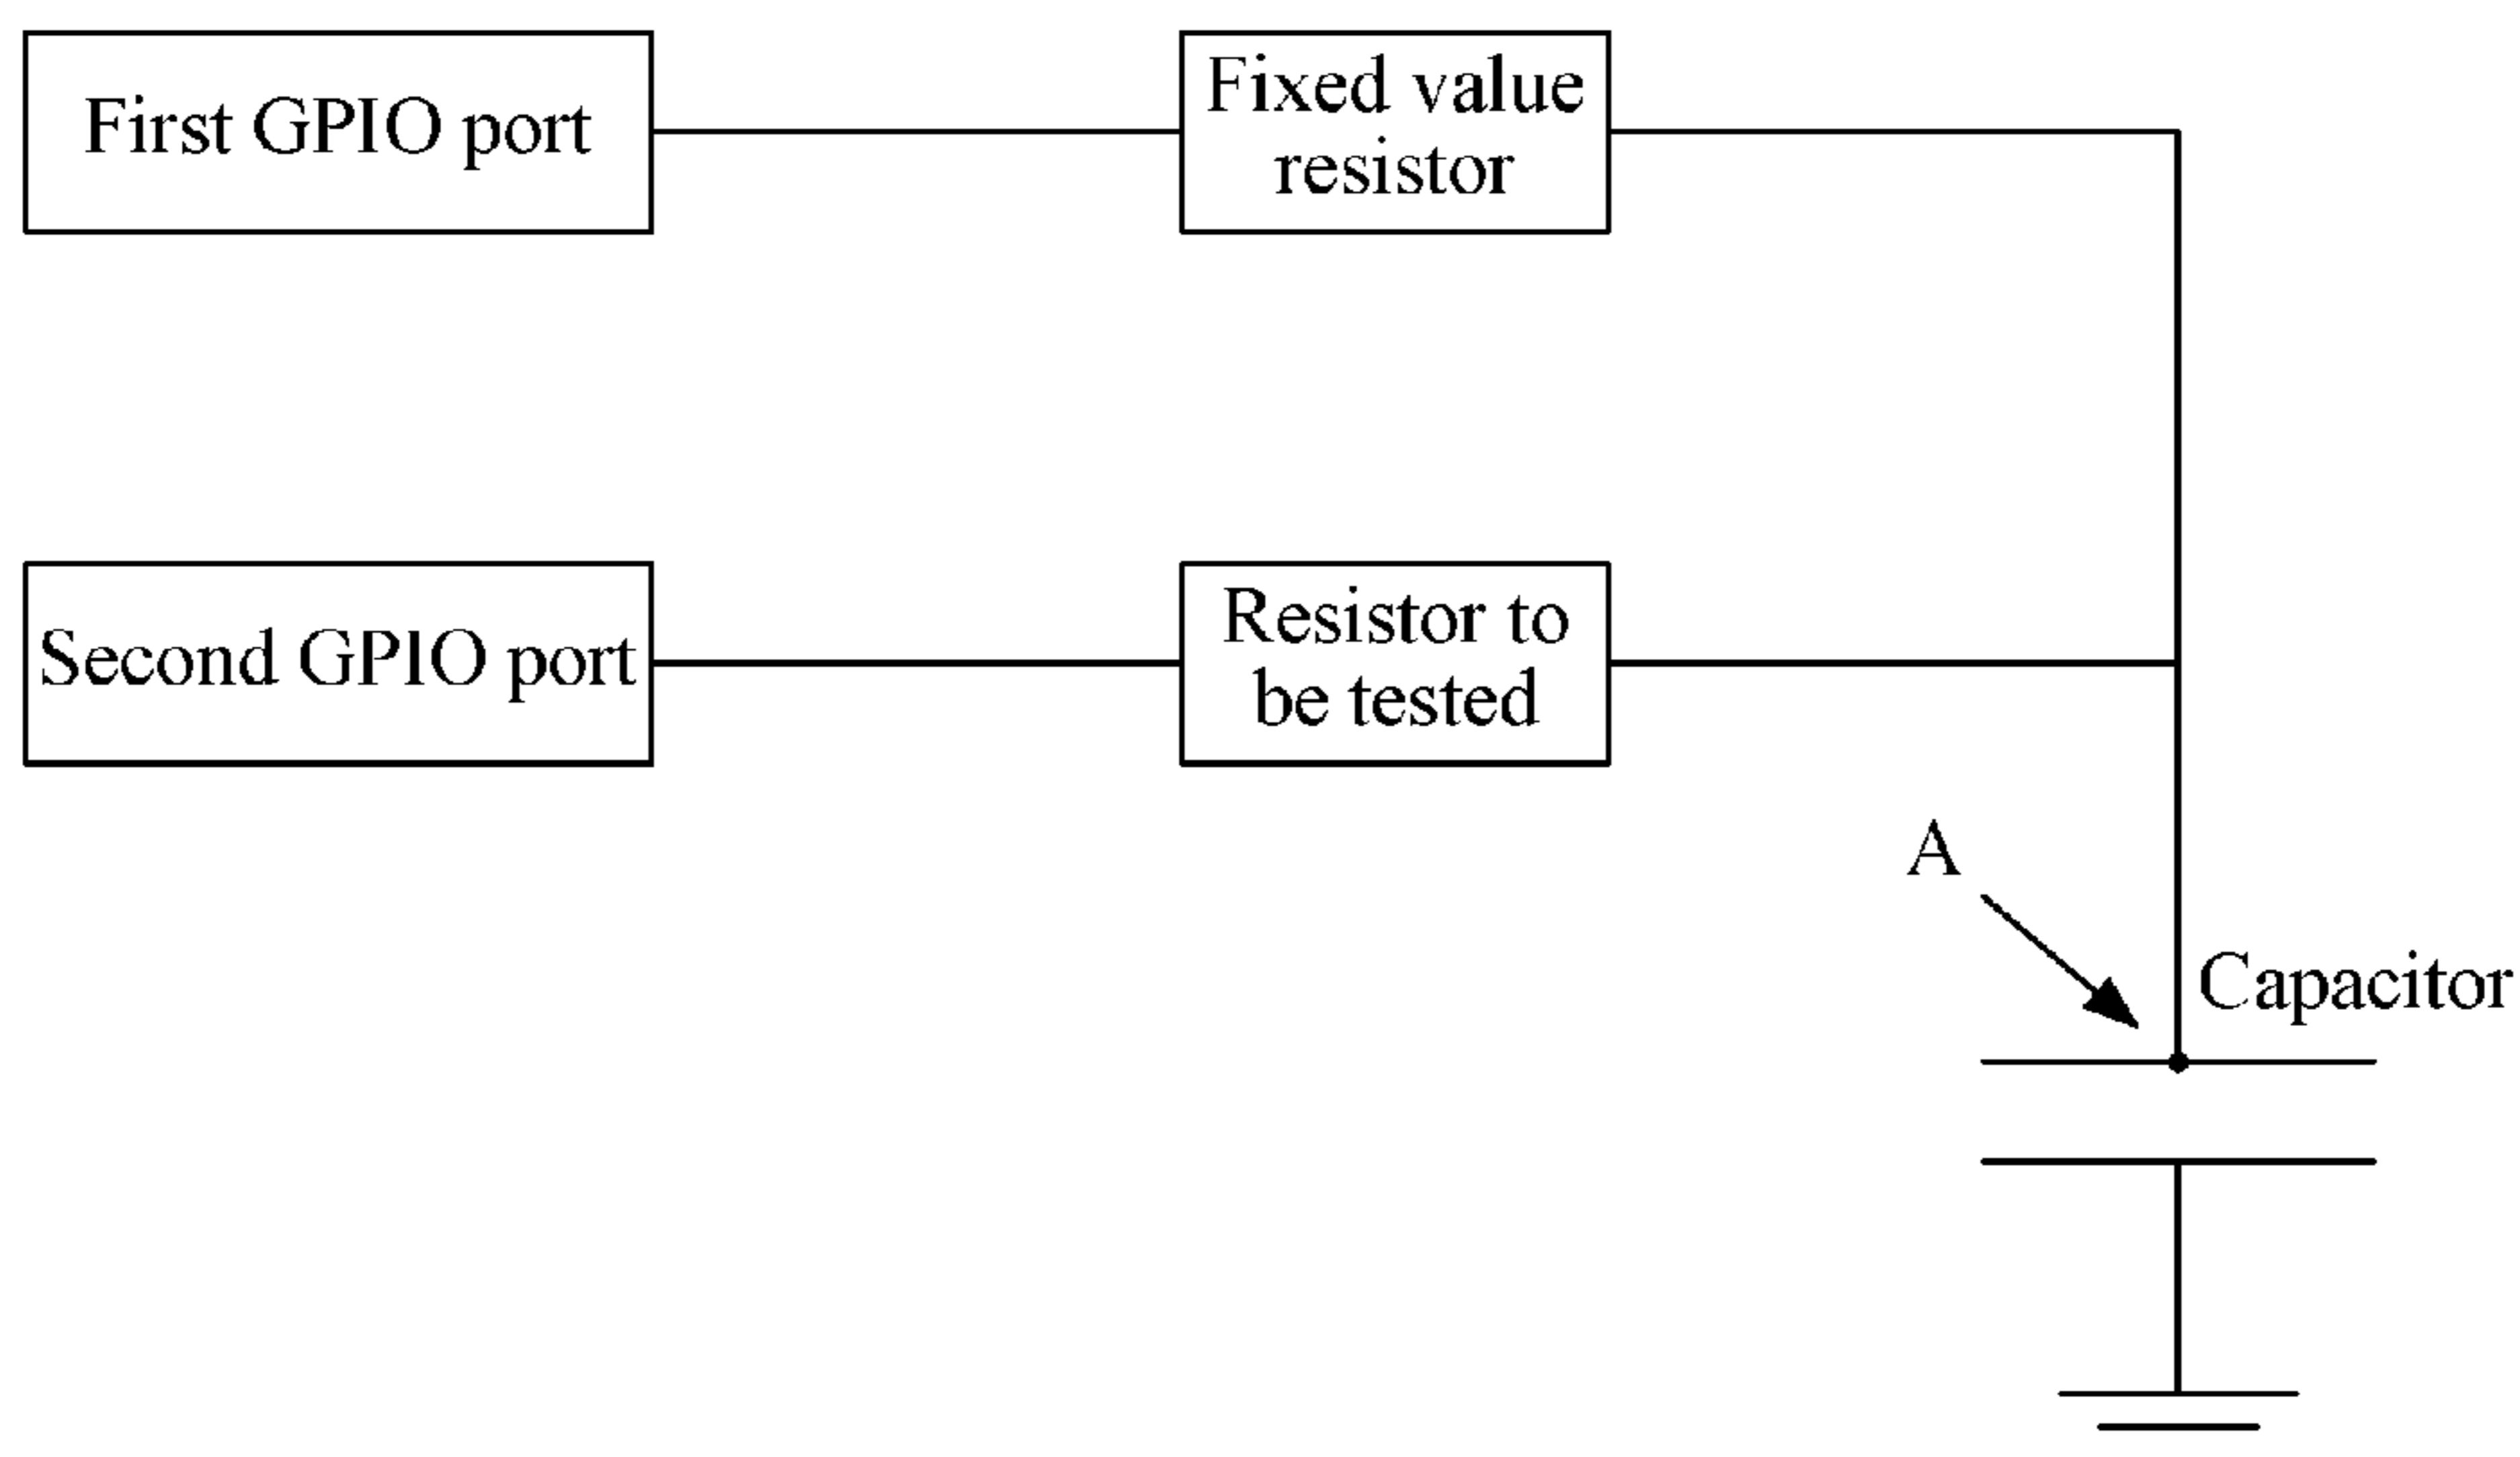 First GPIO port
Fixed value
resistor
Second GPIO port
Resistor to
be tested
A
Capacitor